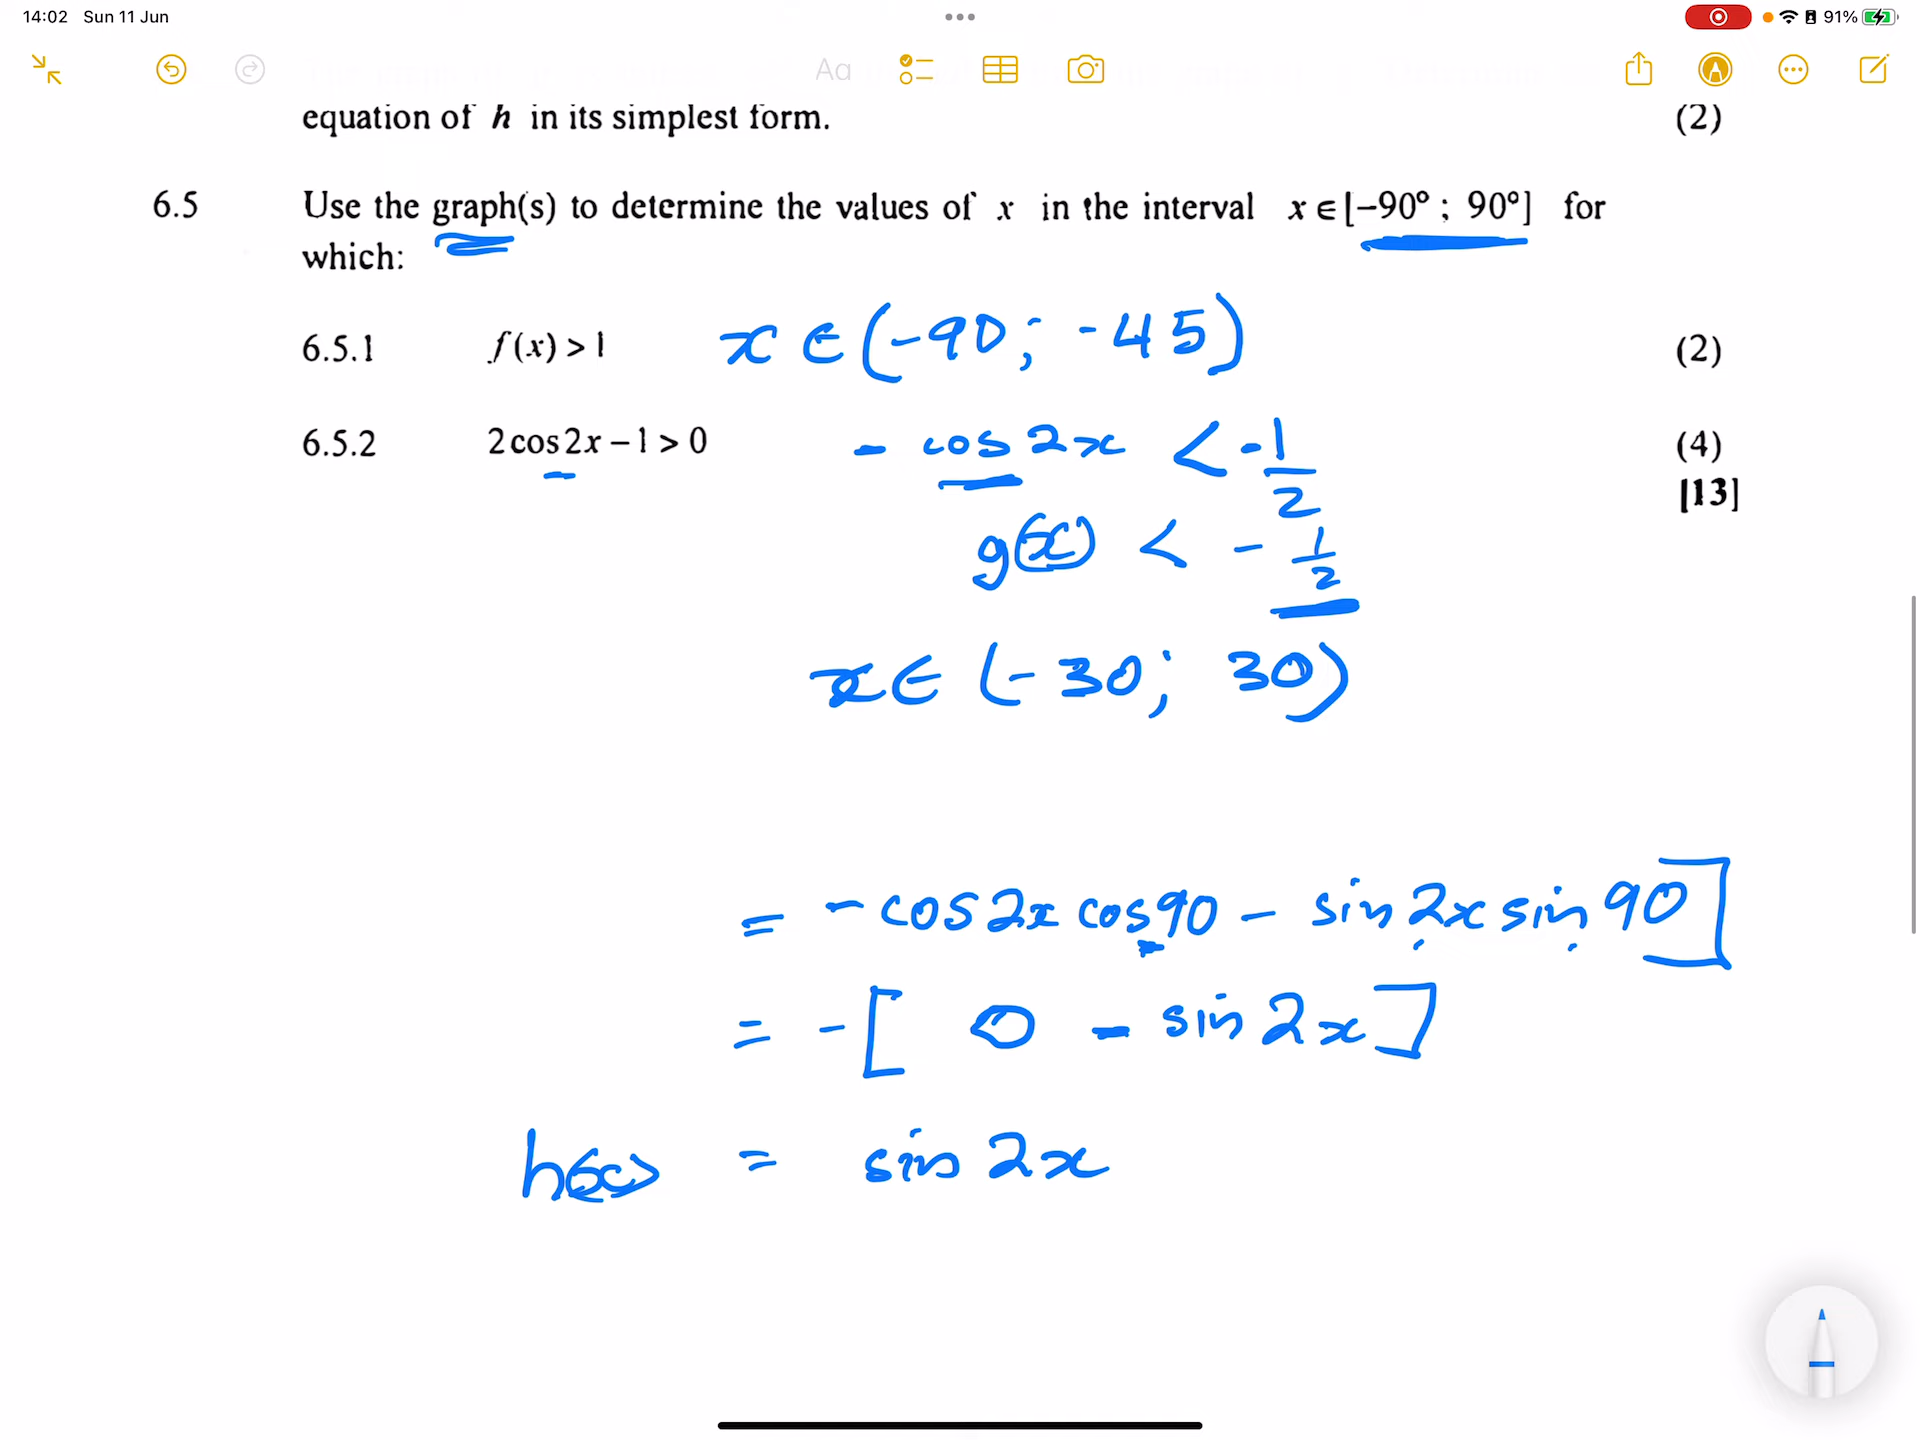 14:02 Sun 11 Jun 91%
Aa
equation of h in its simplest form. (2)
6.5 Use the graph(s) to determine the values of x in the interval x ∈ [−90° ; 90°] for
which:
6.5.1 f(x) > 1 x ∈ (-90; -45) (2)
6.5.2 2cos2x − 1 > 0 - cos 2x < -1/2 (4)
[13]
g(x) < - 1/2
x ∈ (-30; 30)
= - cos 2x cos 90 - sin 2x sin 90]
= -[ 0 - sin 2x ]
h(x) = sin 2x